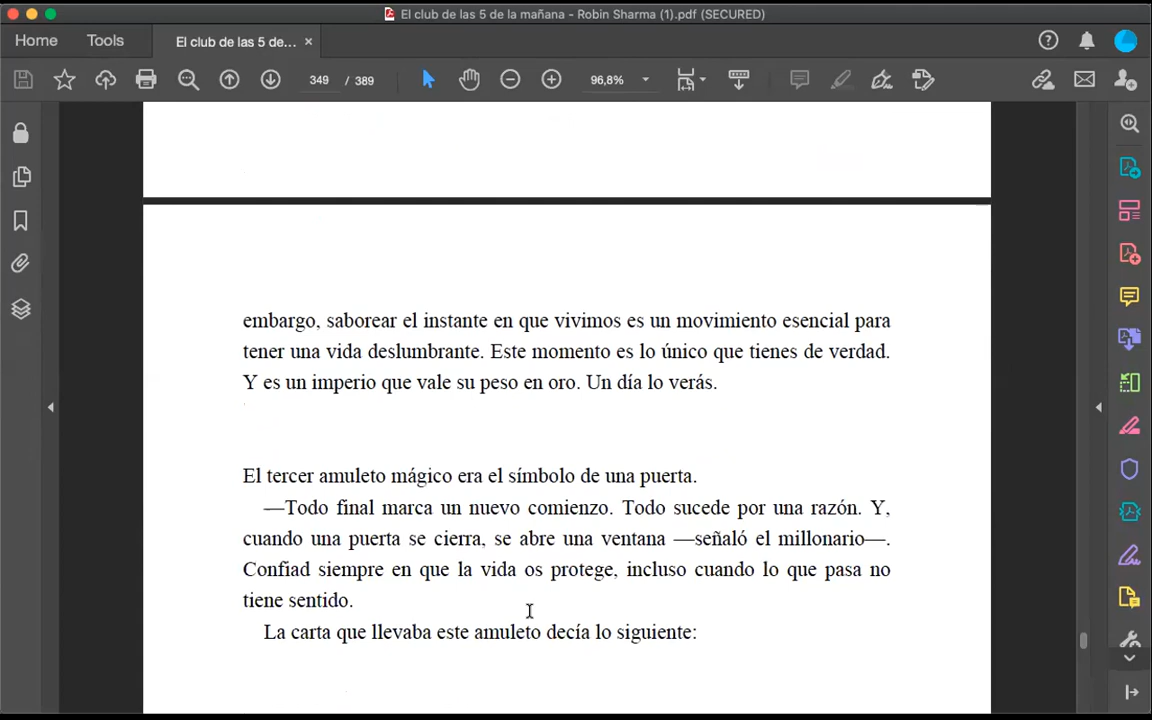 El club de las 5 de la mañana - Robin Sharma (1).pdf (SECURED)
Home Tools El club de las 5 de... ×
349 / 389 96,8%
embargo, saborear el instante en que vivimos es un movimiento esencial para
tener una vida deslumbrante. Este momento es lo único que tienes de verdad.
Y es un imperio que vale su peso en oro. Un día lo verás.
El tercer amuleto mágico era el símbolo de una puerta.
—Todo final marca un nuevo comienzo. Todo sucede por una razón. Y,
cuando una puerta se cierra, se abre una ventana —señaló el millonario—.
Confiad siempre en que la vida os protege, incluso cuando lo que pasa no
tiene sentido.
La carta que llevaba este amuleto decía lo siguiente: